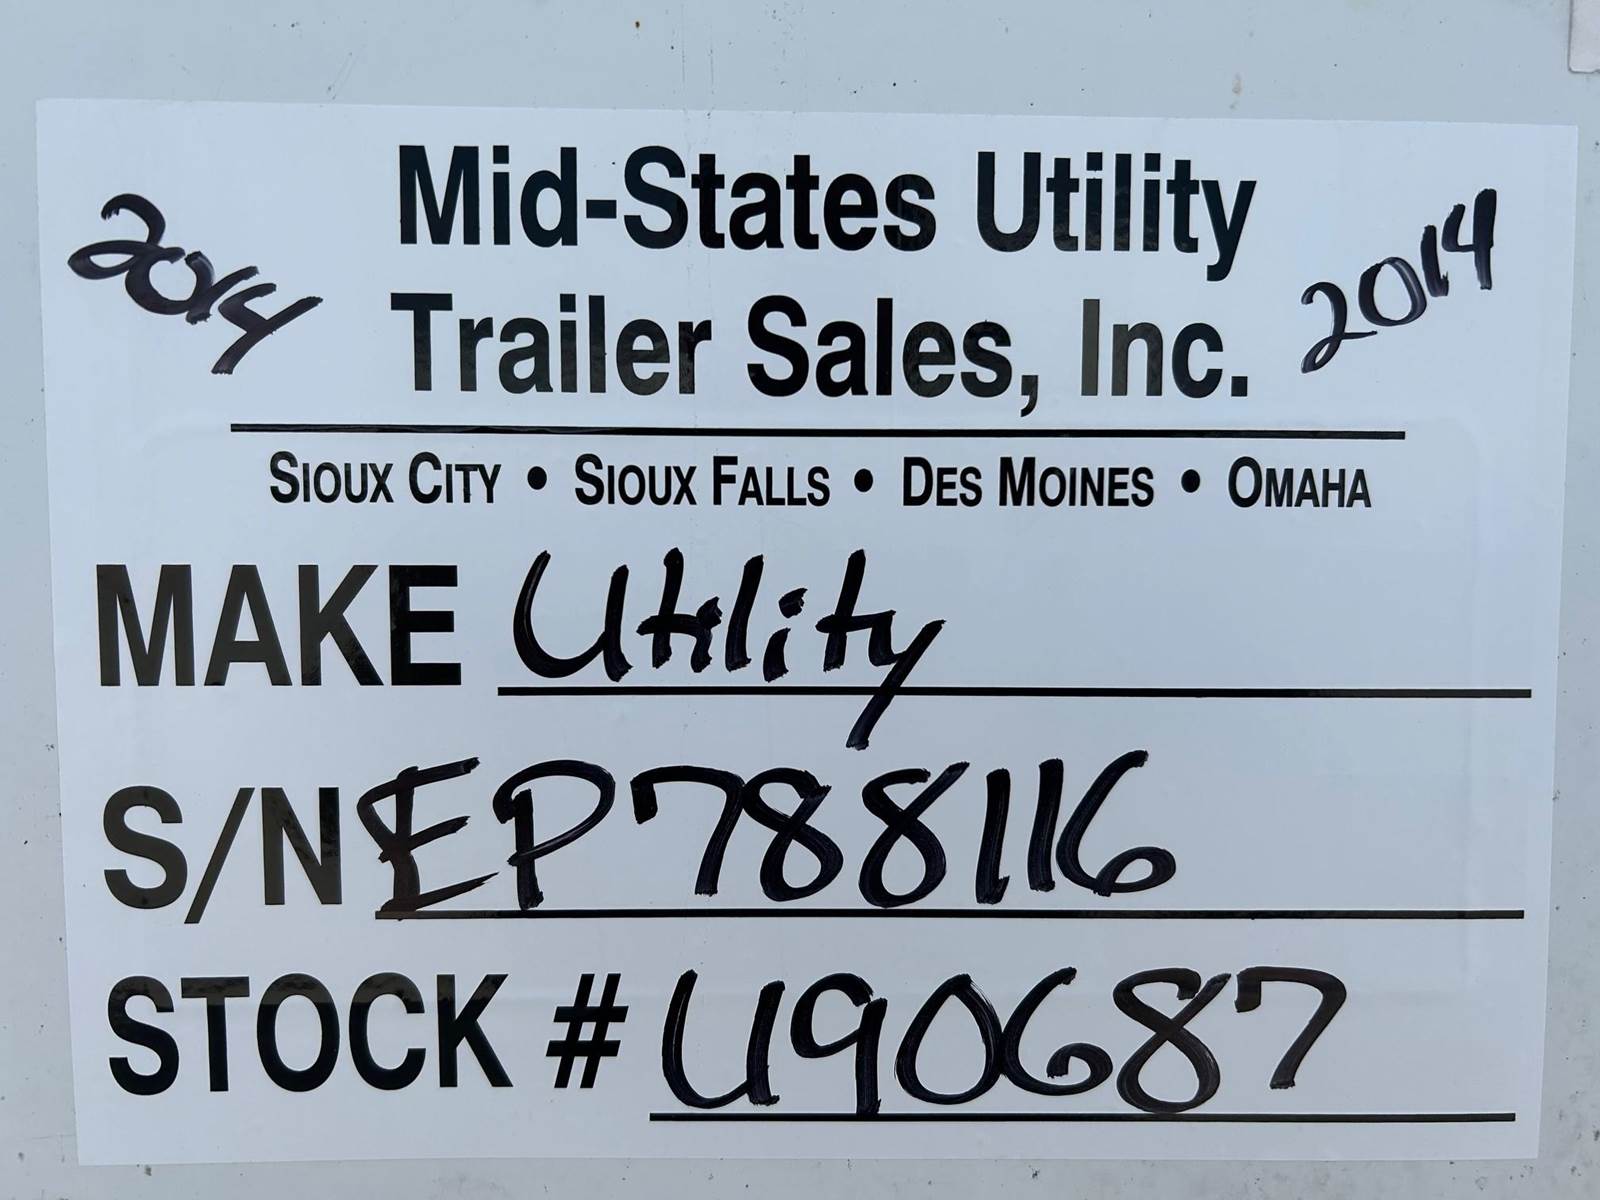 Mid-States Utility
2014 Trailer Sales, Inc. 2014
SIOUX CITY • SIOUX FALLS • DES MOINES • OMAHA
MAKE Utility
S/N EP788116
STOCK # U90687